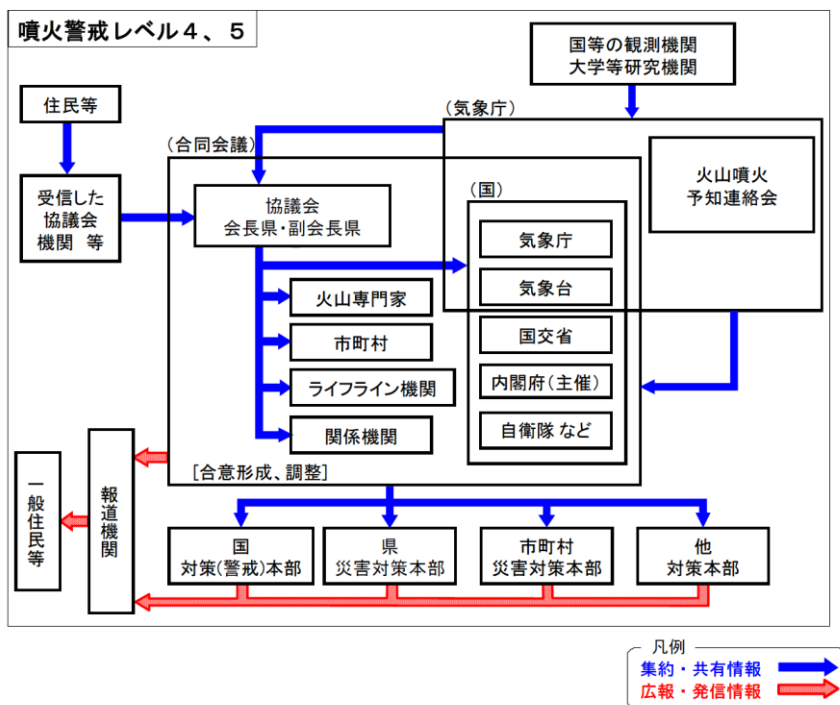 噴火警戒レベル４、５
国等の観測機関
大学等研究機関
住民等
(気象庁)
(合同会議)
火山噴火
予知連絡会
受信した
協議会
機関　等
協議会
会長県・副会長県
(国)
気象庁
気象台
国交省
内閣府(主催)
自衛隊 など
火山専門家
市町村
ライフライン機関
関係機関
[合意形成、調整]
一般住民等
報道機関
国
対策(警戒)本部
県
災害対策本部
市町村
災害対策本部
他
対策本部
凡例
集約・共有情報
広報・発信情報